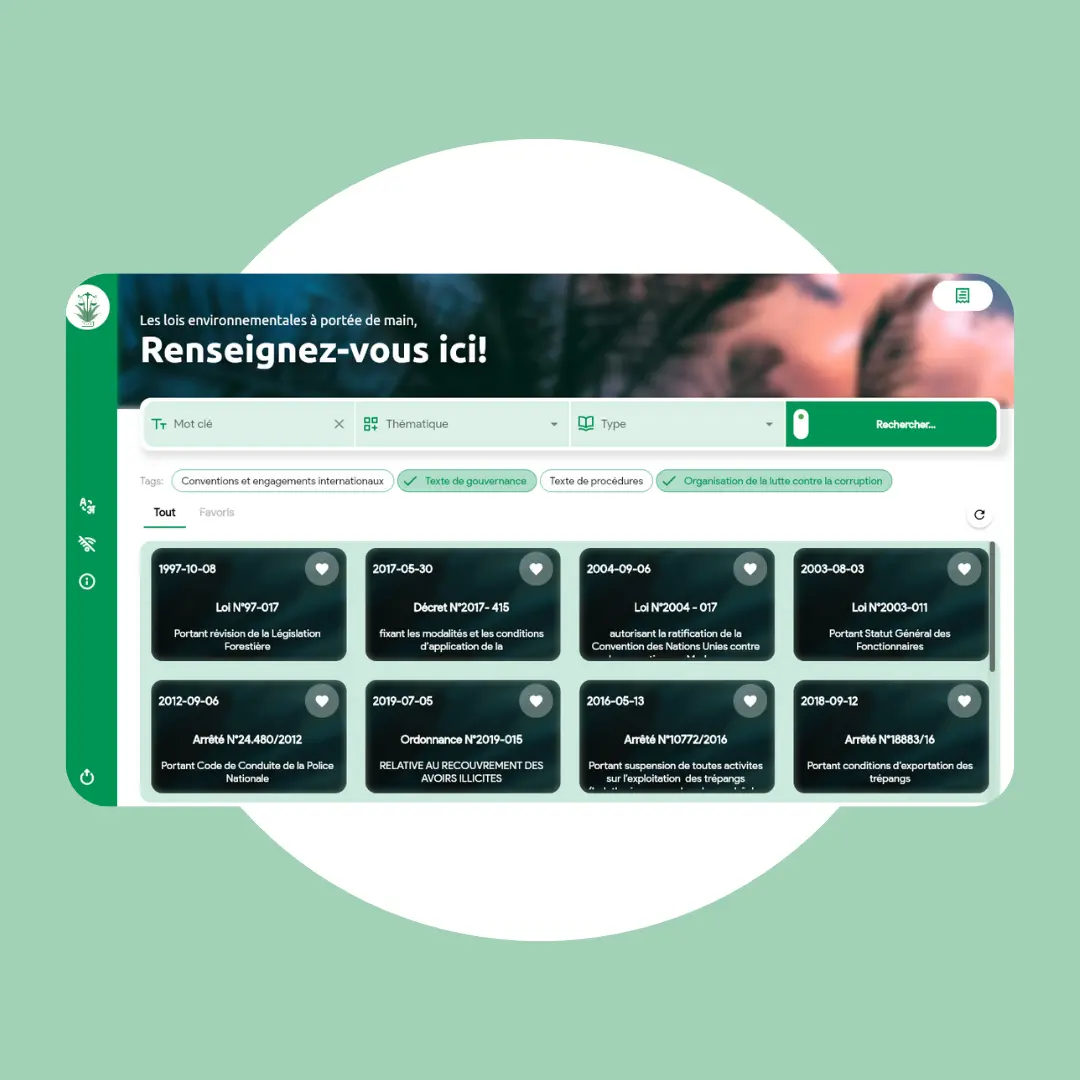 Les lois environnementales à portée de main,
Renseignez-vous ici!
Mot clé
Thématique
Type
Rechercher...
Tags:
Conventions et engagements internationaux
Texte de gouvernance
Texte de procédures
Organisation de la lutte contre la corruption
Tout
Favoris
1997-10-08
Loi N°97-017
Portant révision de la Législation
Forestière
2017-05-30
Décret N°2017- 415
fixant les modalités et les conditions
d'application de la
2004-09-06
Loi N°2004 - 017
autorisant la ratification de la
Convention des Nations Unies contre
2003-08-03
Loi N°2003-011
Portant Statut Général des
Fonctionnaires
2012-09-06
Arrêté N°24.480/2012
Portant Code de Conduite de la Police
Nationale
2019-07-05
Ordonnance N°2019-015
RELATIVE AU RECOUVREMENT DES
AVOIRS ILLICITES
2016-05-13
Arrêté N°10772/2016
Portant suspension de toutes activites
sur l'exploitation des trépangs
2018-09-12
Arrêté N°18883/16
Portant conditions d'exportation des
trépangs